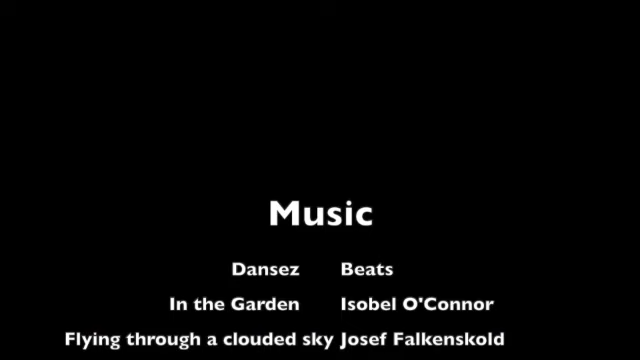 Music
Dansez Beats
In the Garden Isobel O'Connor
Flying through a clouded sky Josef Falkenskold